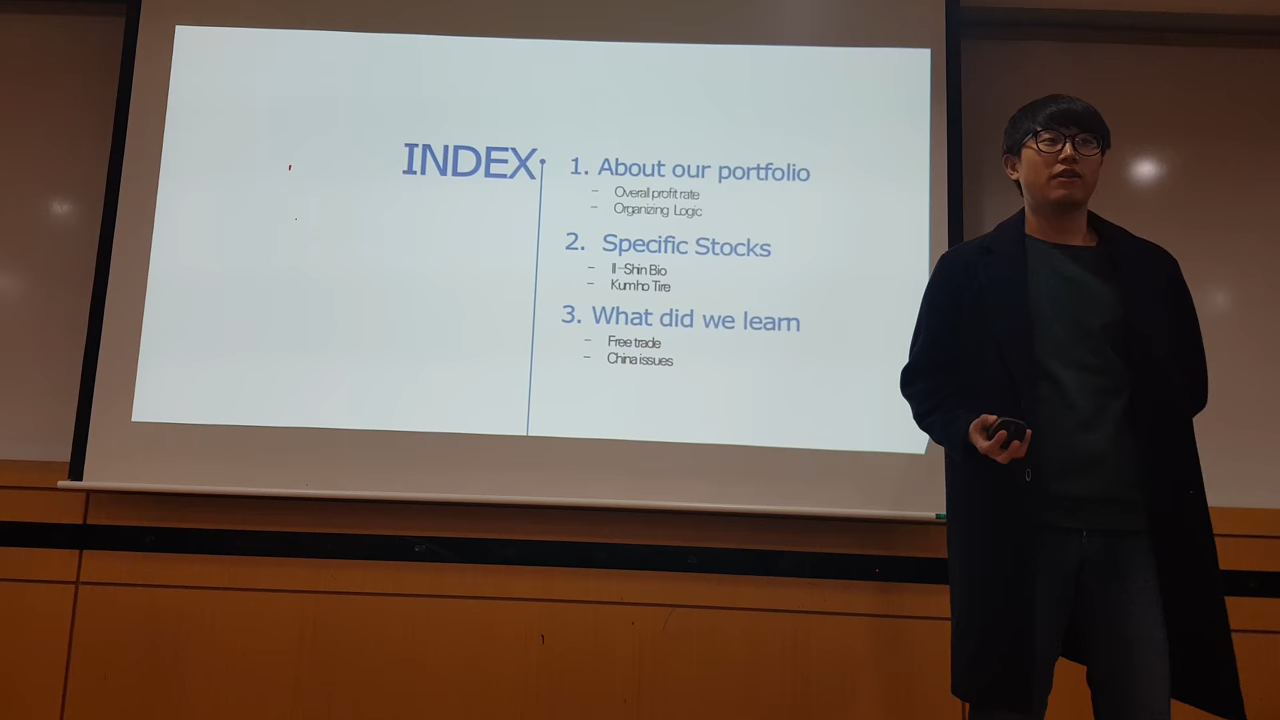 INDEX
1. About our portfolio
- Overall profit rate
- Organizing Logic
2. Specific Stocks
- Il-Shin Bio
- Kumho Tire
3. What did we learn
- Free trade
- China issues